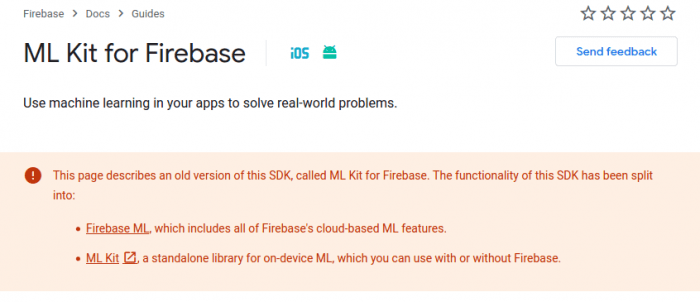 Firebase > Docs > Guides
ML Kit for Firebase iOS
Send feedback
Use machine learning in your apps to solve real-world problems.
This page describes an old version of this SDK, called ML Kit for Firebase. The functionality of this SDK has been split
into:
• Firebase ML, which includes all of Firebase's cloud-based ML features.
• ML Kit, a standalone library for on-device ML, which you can use with or without Firebase.